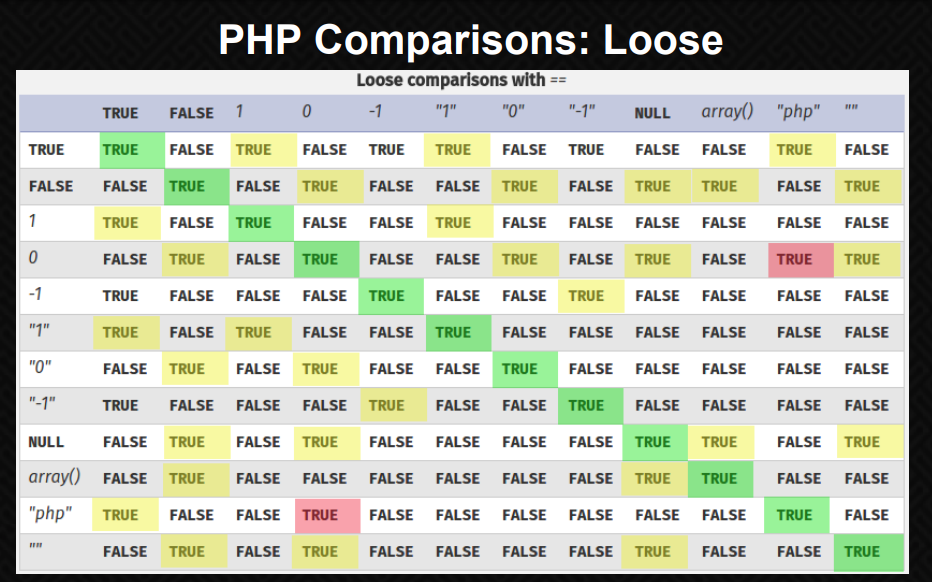 PHP Comparisons: Loose
Loose comparisons with ==
TRUE FALSE 1 0 -1 "1" "0" "-1" NULL array() "php" ""
TRUE TRUE FALSE TRUE FALSE TRUE TRUE FALSE TRUE FALSE FALSE TRUE FALSE
FALSE FALSE TRUE FALSE TRUE FALSE FALSE TRUE FALSE TRUE TRUE FALSE TRUE
1 TRUE FALSE TRUE FALSE FALSE TRUE FALSE FALSE FALSE FALSE FALSE FALSE
0 FALSE TRUE FALSE TRUE FALSE FALSE TRUE FALSE TRUE FALSE TRUE TRUE
-1 TRUE FALSE FALSE FALSE TRUE FALSE FALSE TRUE FALSE FALSE FALSE FALSE
"1" TRUE FALSE TRUE FALSE FALSE TRUE FALSE FALSE FALSE FALSE FALSE FALSE
"0" FALSE TRUE FALSE TRUE FALSE FALSE TRUE FALSE FALSE FALSE FALSE FALSE
"-1" TRUE FALSE FALSE FALSE TRUE FALSE FALSE TRUE FALSE FALSE FALSE FALSE
NULL FALSE TRUE FALSE TRUE FALSE FALSE FALSE FALSE TRUE TRUE FALSE TRUE
array() FALSE TRUE FALSE FALSE FALSE FALSE FALSE FALSE TRUE TRUE FALSE FALSE
"php" TRUE FALSE FALSE TRUE FALSE FALSE FALSE FALSE FALSE FALSE TRUE FALSE
"" FALSE TRUE FALSE TRUE FALSE FALSE FALSE FALSE TRUE FALSE FALSE TRUE